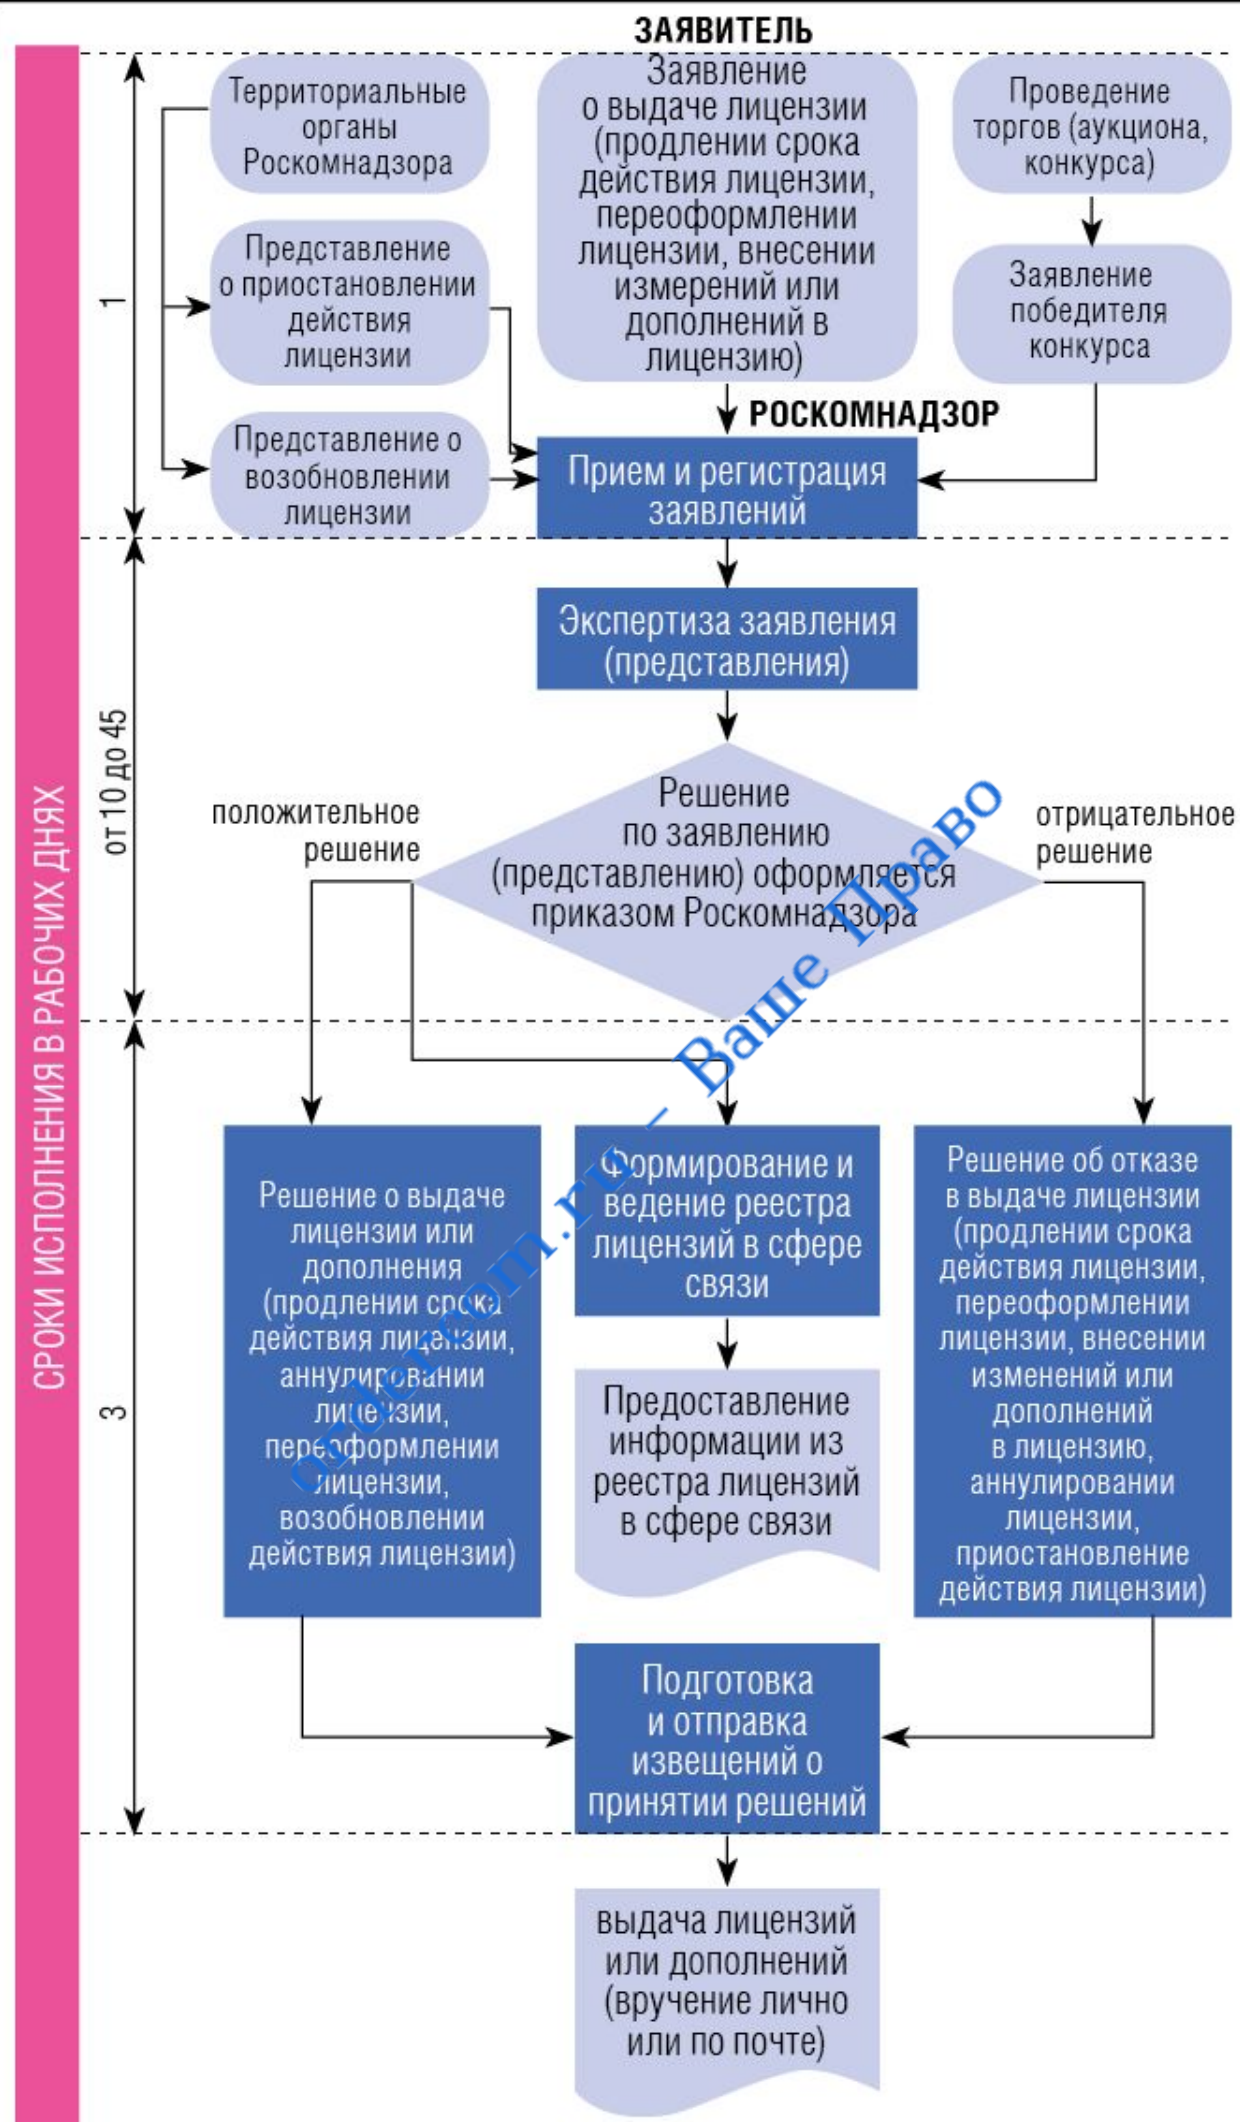 ЗАЯВИТЕЛЬ
СРОКИ ИСПОЛНЕНИЯ В РАБОЧИХ ДНЯХ
1
Территориальные
органы
Роскомнадзора
Представление
о приостановлении
действия
лицензии
Представление о
возобновлении
лицензии
Заявление
о выдаче лицензии
(продлении срока
действия лицензии,
переоформлении
лицензии, внесении
измерений или
дополнений в
лицензию)
Проведение
торгов (аукциона,
конкурса)
Заявление
победителя
конкурса
РОСКОМНАДЗОР
Прием и регистрация
заявлений
от 10 до 45
Экспертиза заявления
(представления)
Решение
по заявлению
(представлению) оформляется
приказом Роскомнадзора
положительное
решение
отрицательное
решение
3
Решение о выдаче
лицензии или
дополнения
(продлении срока
действия лицензии,
аннулировании
лицензии,
переоформлении
лицензии,
возобновлении
действия лицензии)
Формирование и
ведение реестра
лицензий в сфере
связи
Предоставление
информации из
реестра лицензий
в сфере связи
Решение об отказе
в выдаче лицензии
(продлении срока
действия лицензии,
переоформлении
лицензии, внесении
изменений или
дополнений
в лицензию,
аннулировании
лицензии,
приостановление
действия лицензии)
Подготовка
и отправка
извещений о
принятии решений
выдача лицензий
или дополнений
(вручение лично
или по почте)
ordercom.ru – Ваше Право